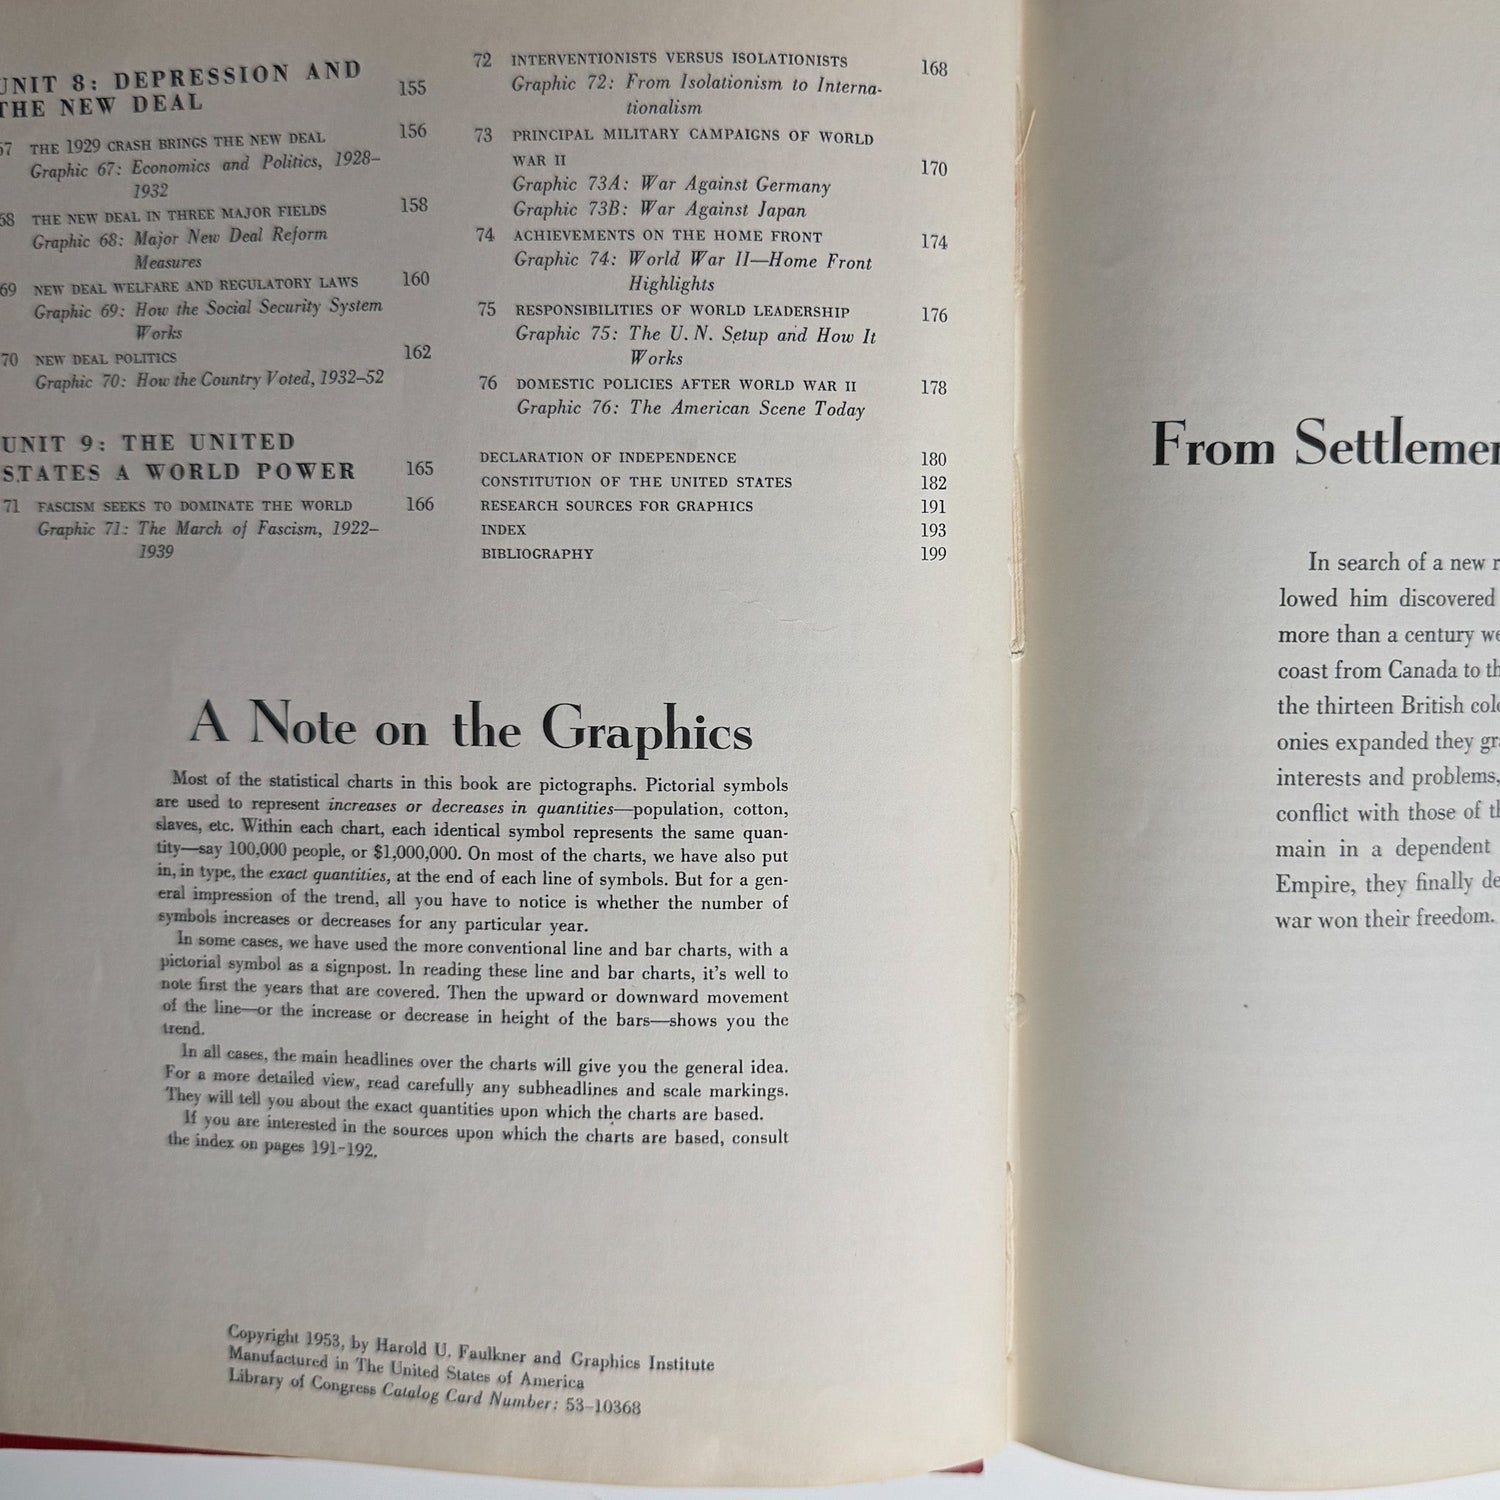 UNIT 8: DEPRESSION AND
THE NEW DEAL 155
67 THE 1929 CRASH BRINGS THE NEW DEAL 156
Graphic 67: Economics and Politics, 1928–
1932
68 THE NEW DEAL IN THREE MAJOR FIELDS 158
Graphic 68: Major New Deal Reform
Measures
69 NEW DEAL WELFARE AND REGULATORY LAWS 160
Graphic 69: How the Social Security System
Works
70 NEW DEAL POLITICS 162
Graphic 70: How the Country Voted, 1932–52
UNIT 9: THE UNITED
STATES A WORLD POWER 165
71 FASCISM SEEKS TO DOMINATE THE WORLD 166
Graphic 71: The March of Fascism, 1922–
1939
72 INTERVENTIONISTS VERSUS ISOLATIONISTS 168
Graphic 72: From Isolationism to Interna-
tionalism
73 PRINCIPAL MILITARY CAMPAIGNS OF WORLD
WAR II 170
Graphic 73A: War Against Germany
Graphic 73B: War Against Japan
74 ACHIEVEMENTS ON THE HOME FRONT 174
Graphic 74: World War II—Home Front
Highlights
75 RESPONSIBILITIES OF WORLD LEADERSHIP 176
Graphic 75: The U. N. Setup and How It
Works
76 DOMESTIC POLICIES AFTER WORLD WAR II 178
Graphic 76: The American Scene Today
DECLARATION OF INDEPENDENCE 180
CONSTITUTION OF THE UNITED STATES 182
RESEARCH SOURCES FOR GRAPHICS 191
INDEX 193
BIBLIOGRAPHY 199
A Note on the Graphics
Most of the statistical charts in this book are pictographs. Pictorial symbols
are used to represent increases or decreases in quantities—population, cotton,
slaves, etc. Within each chart, each identical symbol represents the same quan-
tity—say 100,000 people, or $1,000,000. On most of the charts, we have also put
in, in type, the exact quantities, at the end of each line of symbols. But for a gen-
eral impression of the trend, all you have to notice is whether the number of
symbols increases or decreases for any particular year.
In some cases, we have used the more conventional line and bar charts, with a
pictorial symbol as a signpost. In reading these line and bar charts, it's well to
note first the years that are covered. Then the upward or downward movement
of the line—or the increase or decrease in height of the bars—shows you the
trend.
In all cases, the main headlines over the charts will give you the general idea.
For a more detailed view, read carefully any subheadlines and scale markings.
They will tell you about the exact quantities upon which the charts are based.
If you are interested in the sources upon which the charts are based, consult
the index on pages 191-192.
Copyright 1953, by Harold U. Faulkner and Graphics Institute
Manufactured in The United States of America
Library of Congress Catalog Card Number: 53–10368
From Settlemen
In search of a new r
lowed him discovered
more than a century we
coast from Canada to th
the thirteen British colo
onies expanded they gra
interests and problems,
conflict with those of th
main in a dependent
Empire, they finally de
war won their freedom.